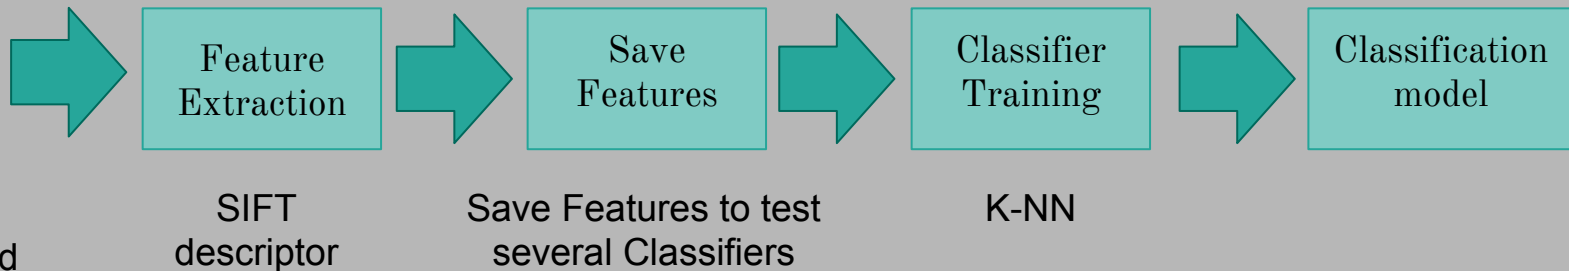 Feature
Extraction
Save
Features
Classifier
Training
Classification
model
SIFT
descriptor
Save Features to test
several Classifiers
K-NN